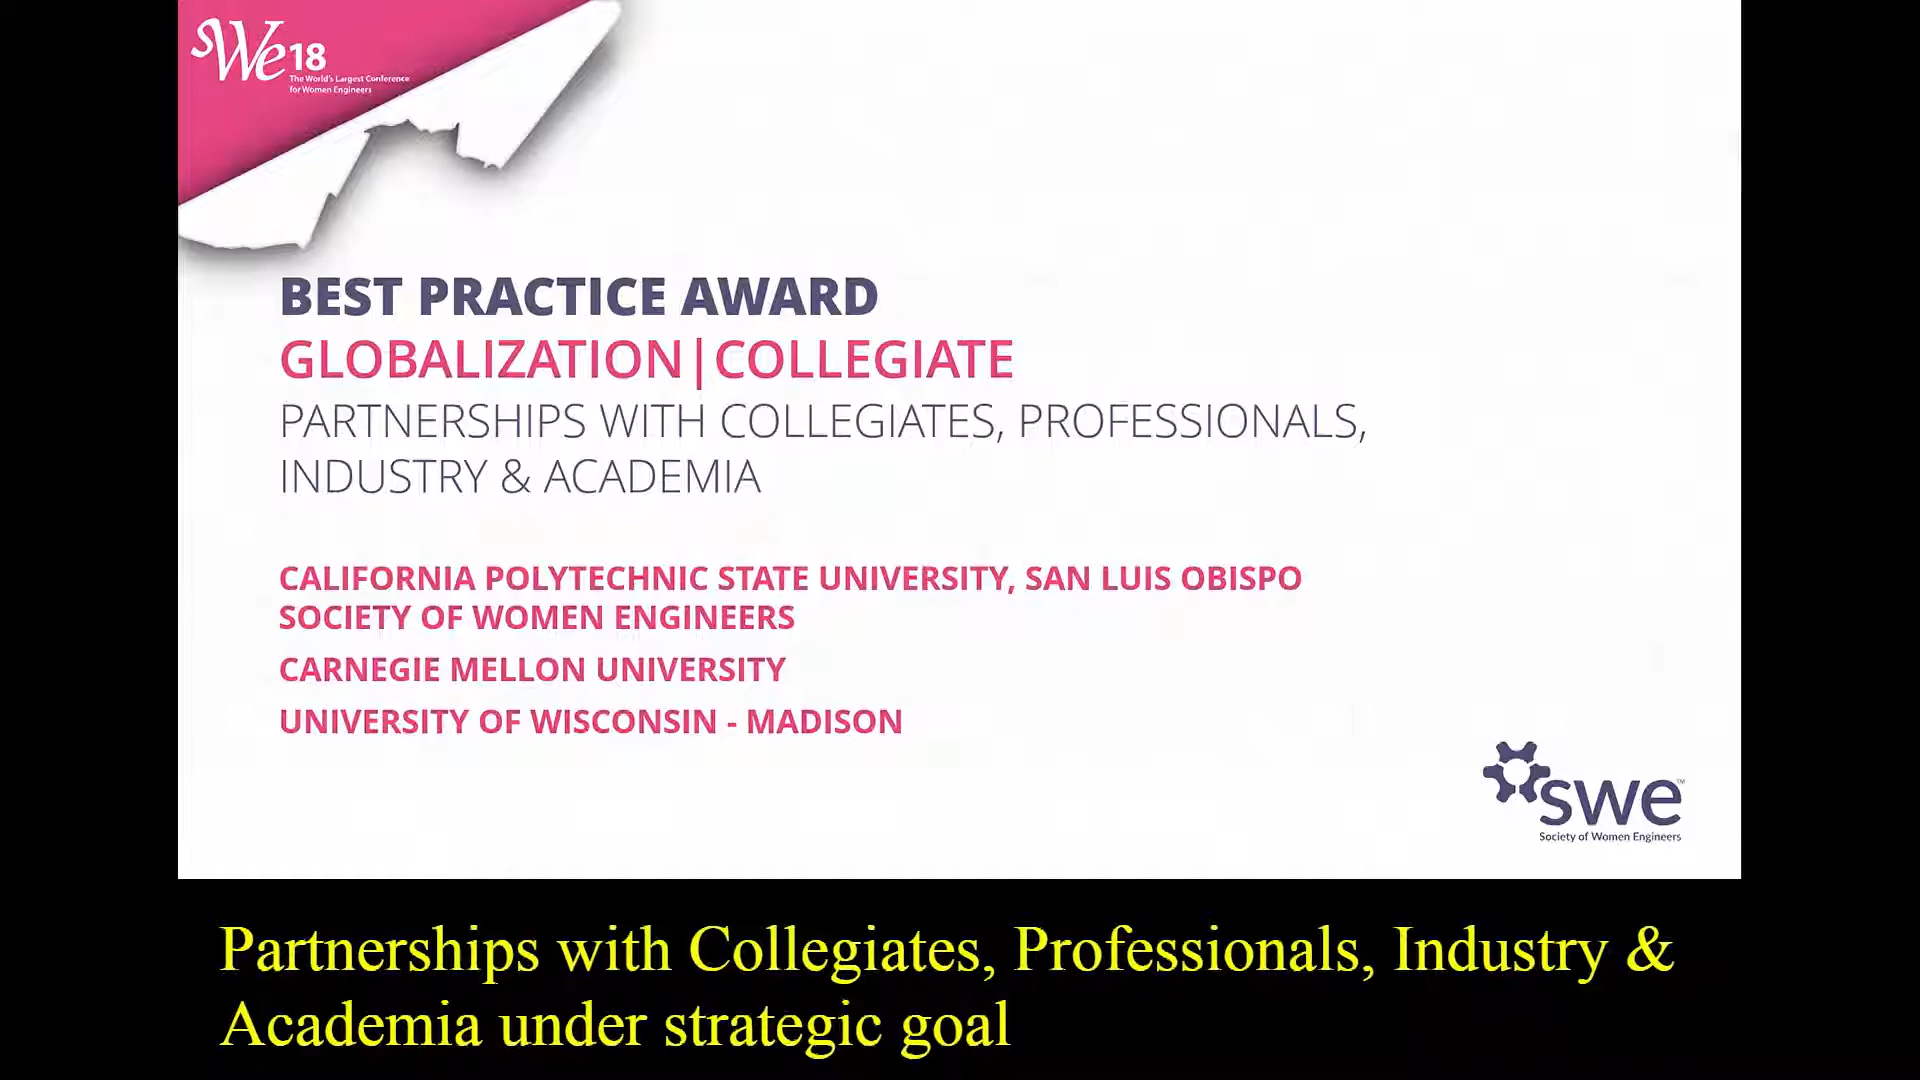 sWe18
The World's Largest Conference
for Women Engineers
BEST PRACTICE AWARD
GLOBALIZATION|COLLEGIATE
PARTNERSHIPS WITH COLLEGIATES, PROFESSIONALS,
INDUSTRY & ACADEMIA
CALIFORNIA POLYTECHNIC STATE UNIVERSITY, SAN LUIS OBISPO
SOCIETY OF WOMEN ENGINEERS
CARNEGIE MELLON UNIVERSITY
UNIVERSITY OF WISCONSIN - MADISON
swe™
Society of Women Engineers
Partnerships with Collegiates, Professionals, Industry &
Academia under strategic goal